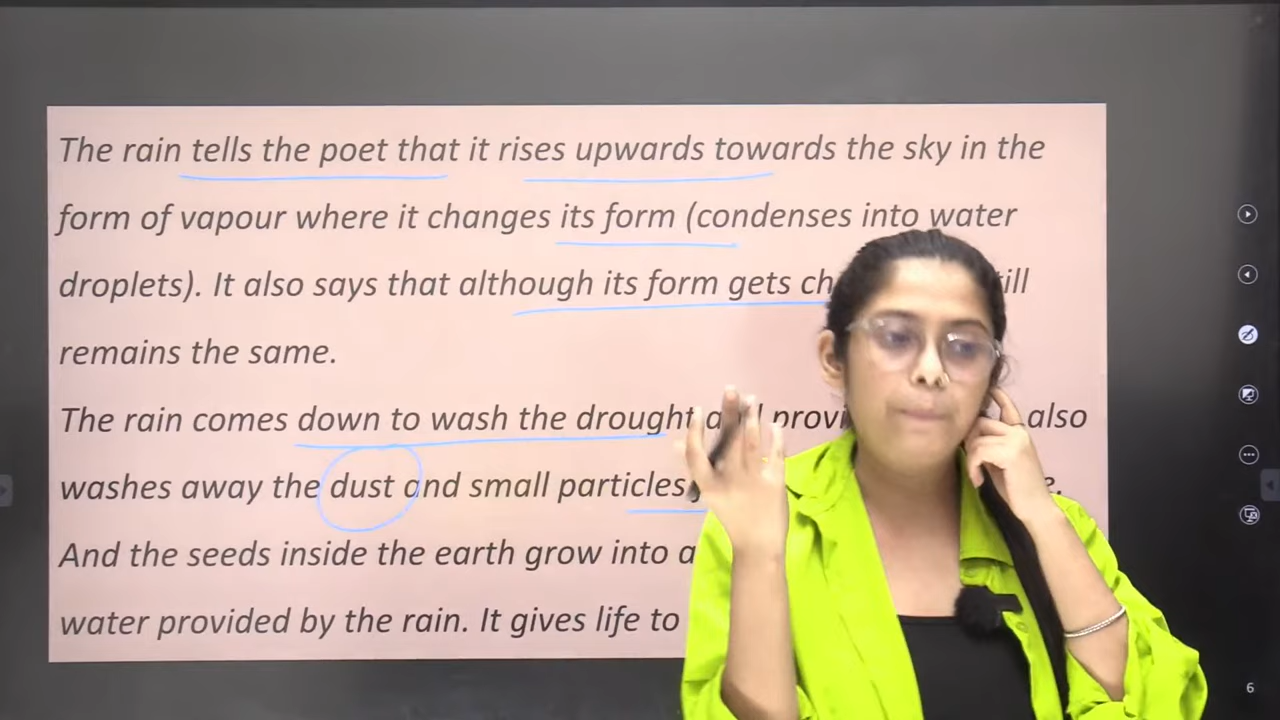 The rain tells the poet that it rises upwards towards the sky in the
form of vapour where it changes its form (condenses into water
droplets). It also says that although its form gets
remains the same.
The rain comes down to wash the drought also
washes away the dust and small particles
And the seeds inside the earth grow into
water provided by the rain. It gives life to
6